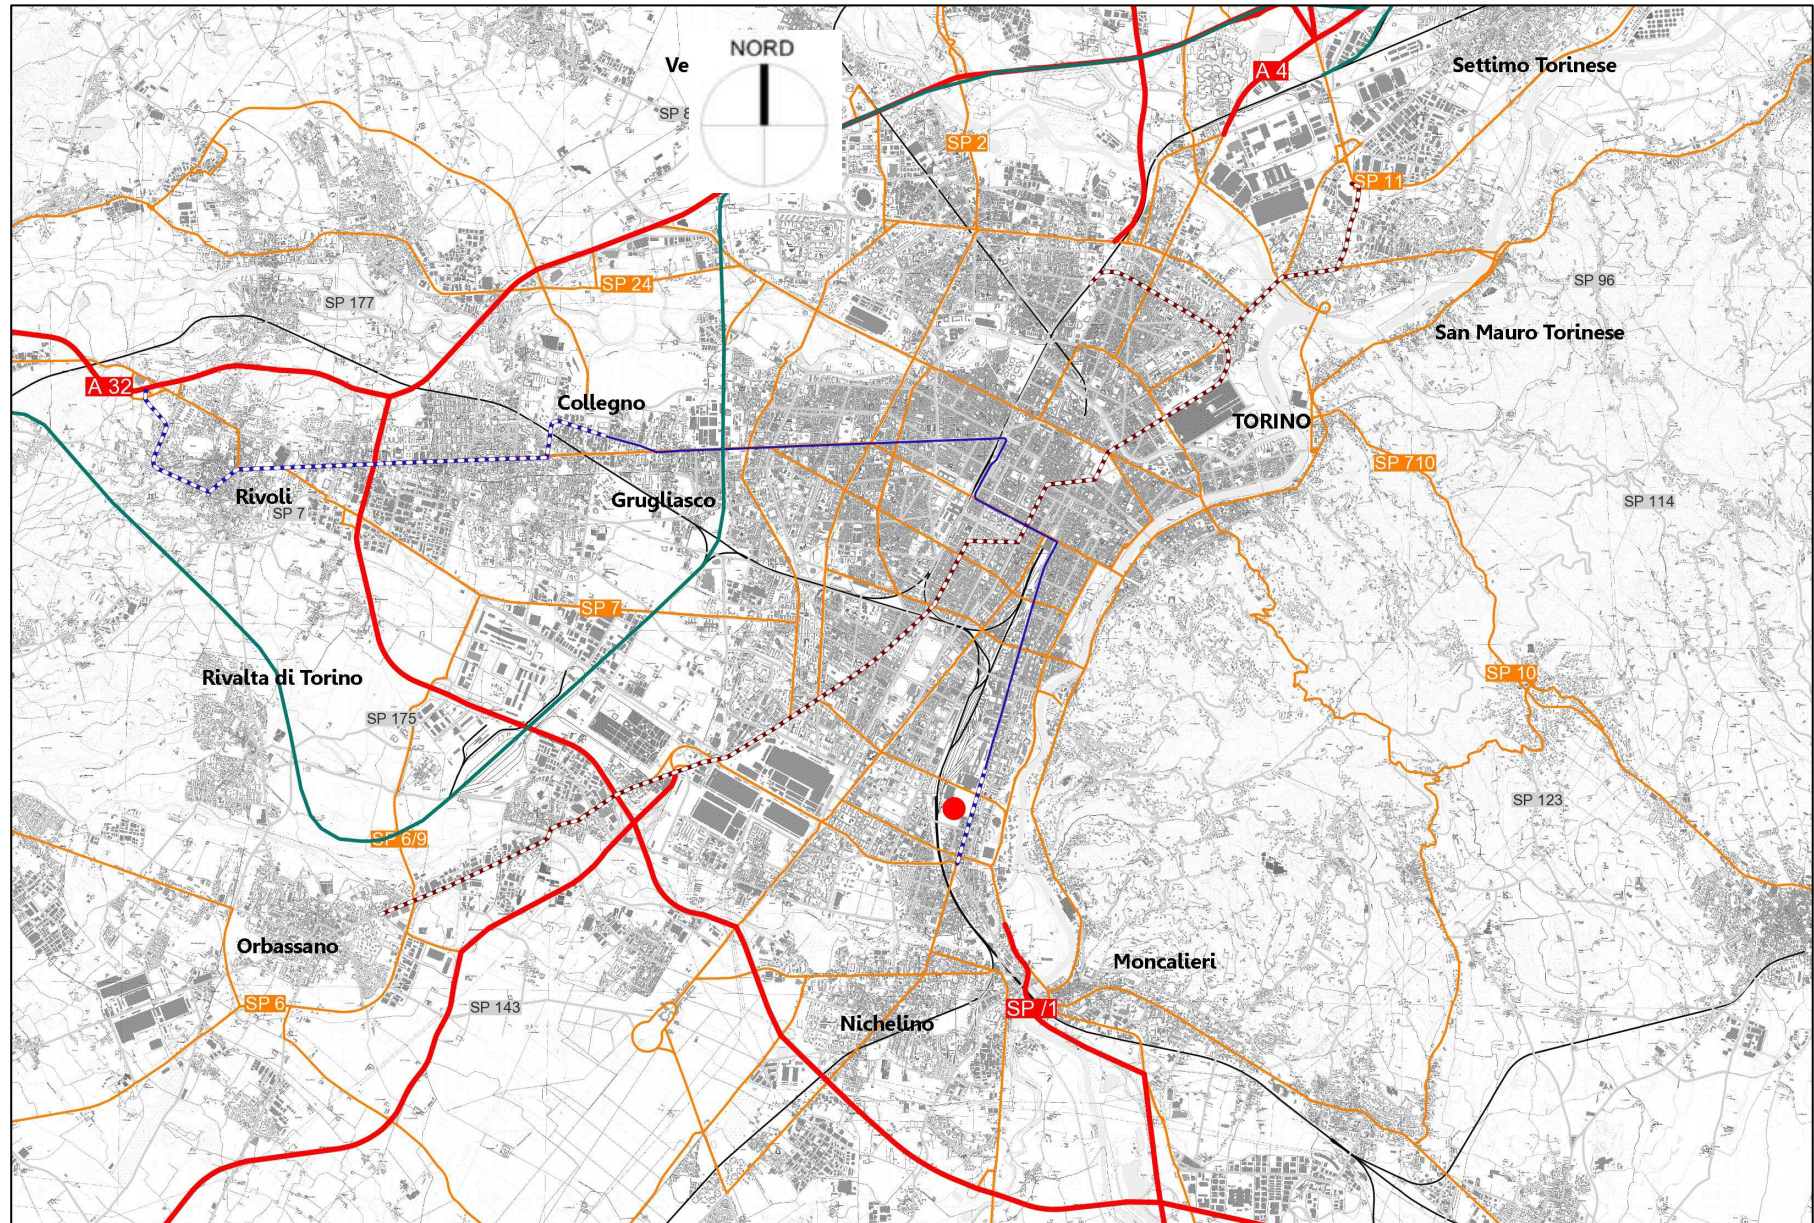 NORD
Ve
A 4
Settimo Torinese
SP 8
SP 2
SP 11
SP 24
SP 96
SP 177
San Mauro Torinese
A 32
Collegno
TORINO
SP 710
Rivoli
Grugliasco
SP 7
SP 114
SP 7
Rivalta di Torino
SP 10
SP 175
SP 123
SP 6/9
Orbassano
Moncalieri
SP 6
SP 143
SP /1
Nichelino